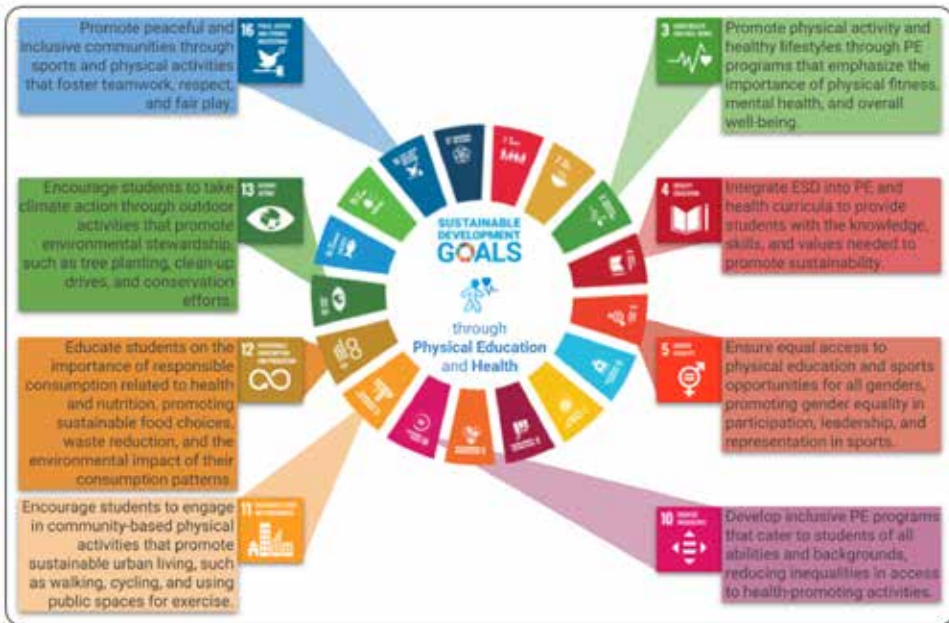 16
Promote peaceful and
inclusive communities through
sports and physical activities
that foster teamwork, respect,
and fair play.
13 CLIMATE ACTION
Encourage students to take
climate action through outdoor
activities that promote
environmental stewardship,
such as tree planting, clean-up
drives, and conservation
efforts.
12
Educate students on the
importance of responsible
consumption related to health
and nutrition, promoting
sustainable food choices,
waste reduction, and the
environmental impact of their
consumption patterns.
11
Encourage students to engage
in community-based physical
activities that promote
sustainable urban living, such
as walking, cycling, and using
public spaces for exercise.
SUSTAINABLE
DEVELOPMENT
GOALS
through
Physical Education
and Health
3
Promote physical activity and
healthy lifestyles through PE
programs that emphasize the
importance of physical fitness,
mental health, and overall
well-being.
4 QUALITY EDUCATION
Integrate ESD into PE and
health curricula to provide
students with the knowledge,
skills, and values needed to
promote sustainability.
5 GENDER EQUALITY
Ensure equal access to
physical education and sports
opportunities for all genders,
promoting gender equality in
participation, leadership, and
representation in sports.
10 REDUCED INEQUALITIES
Develop inclusive PE programs
that cater to students of all
abilities and backgrounds,
reducing inequalities in access
to health-promoting activities.